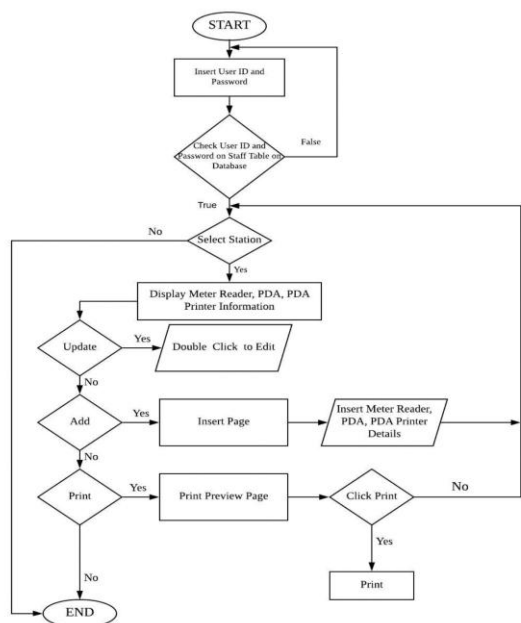 START
Insert User ID and
Password
Check User ID and
Password on Staff Table on
Database
False
True
No
Select Station
Yes
Display Meter Reader, PDA, PDA
Printer Information
Update
Yes
Double Click to Edit
No
Add
Yes
Insert Page
Insert Meter Reader,
PDA, PDA Printer
Details
No
Print
Yes
Print Preview Page
Click Print
No
Yes
Print
No
END